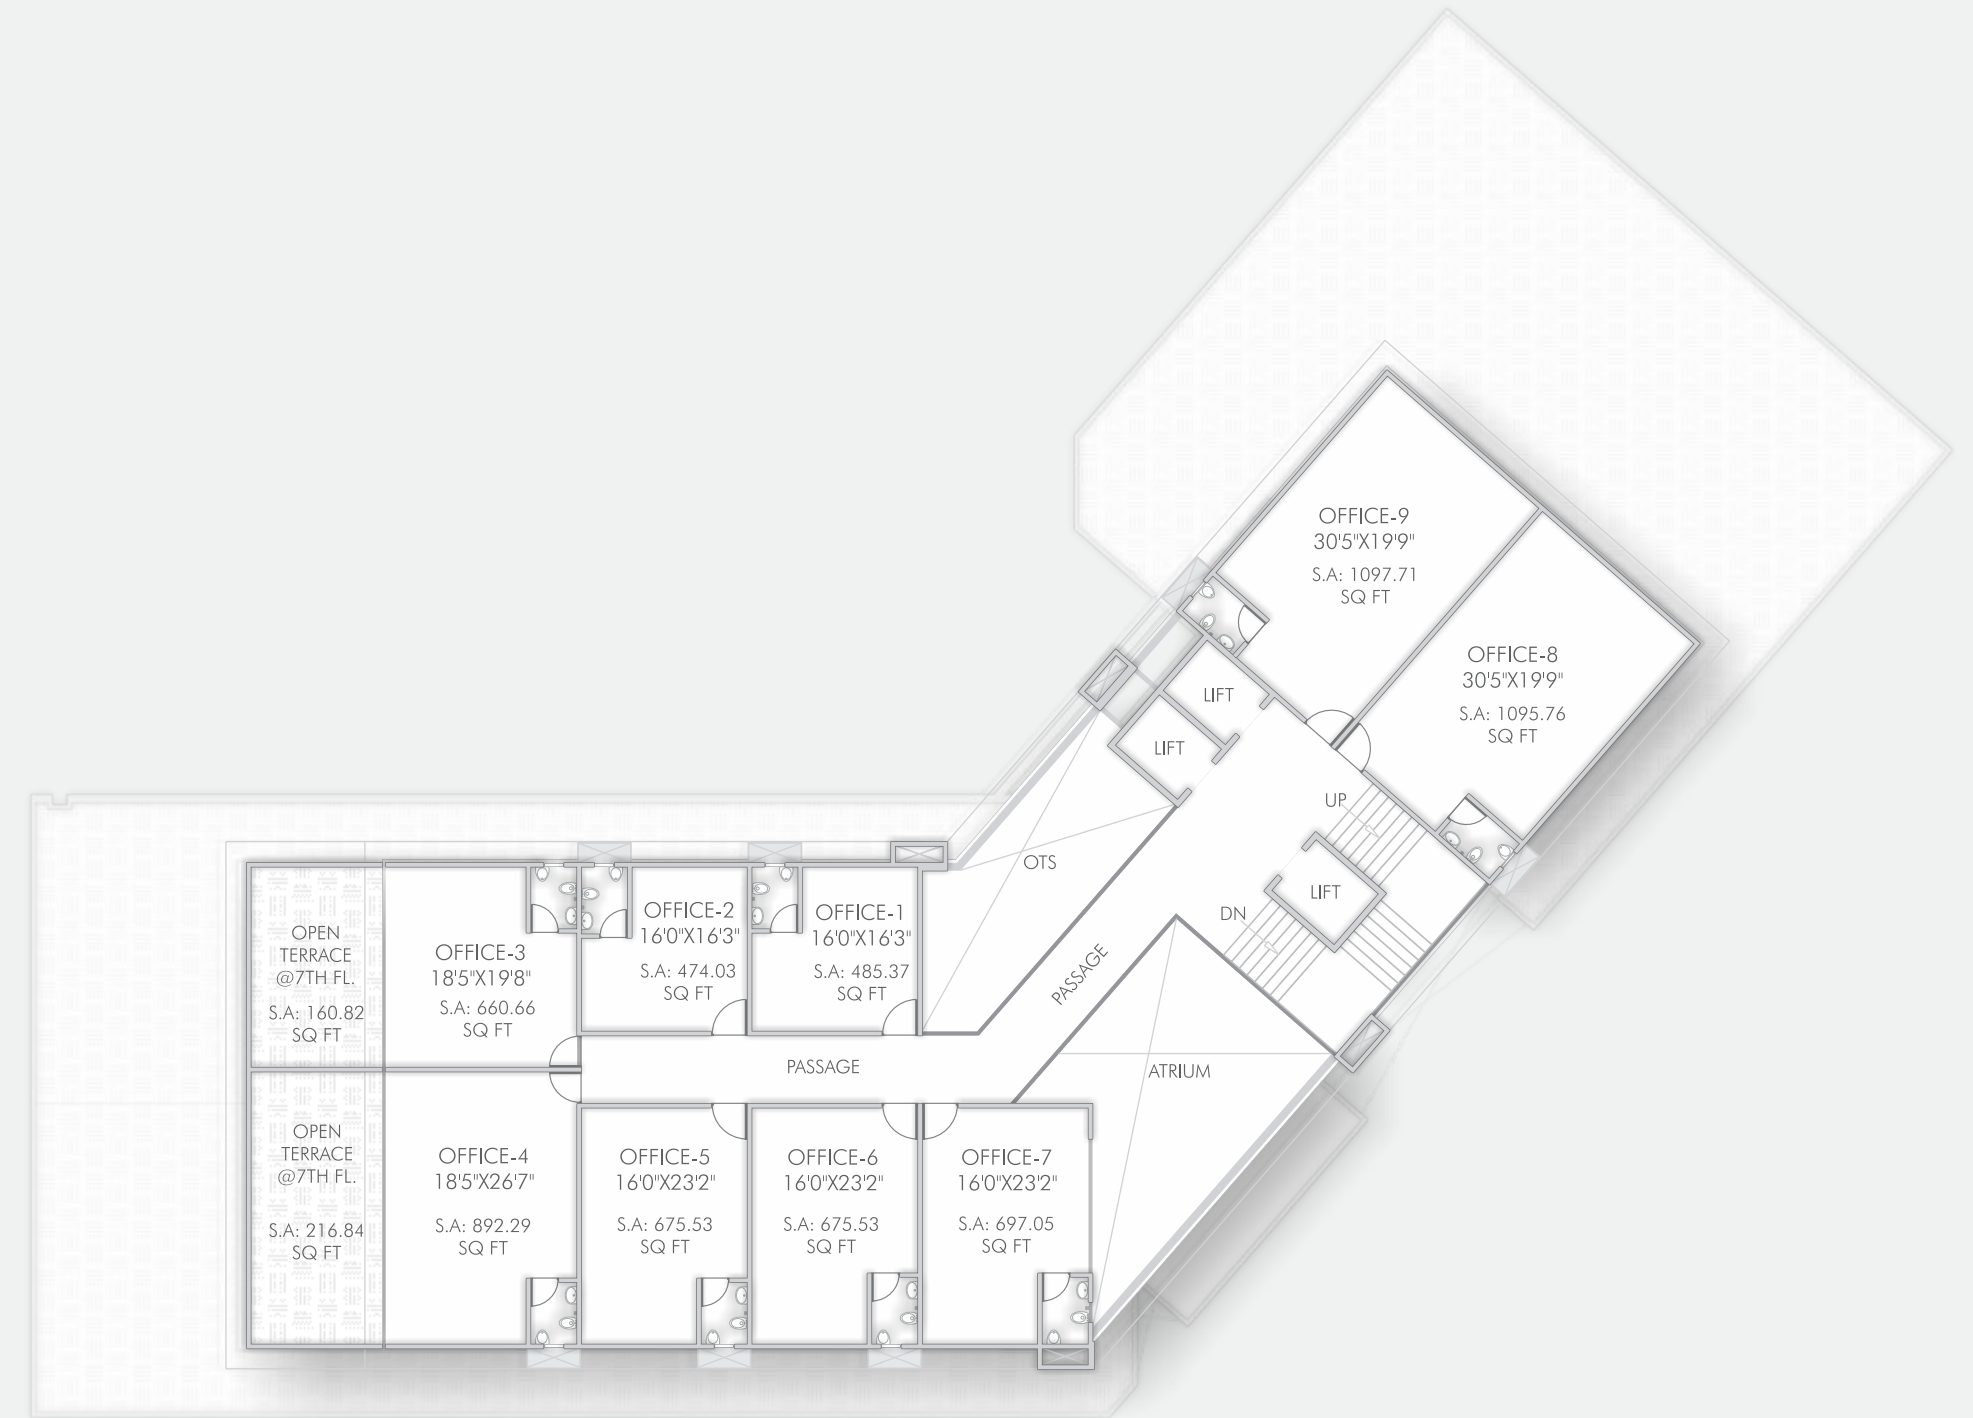 OFFICE-9
30'5"X19'9"
S.A: 1097.71
SQ FT
OFFICE-8
30'5"X19'9"
S.A: 1095.76
SQ FT
LIFT
LIFT
UP
LIFT
DN
OTS
PASSAGE
ATRIUM
OPEN
TERRACE
@7TH FL.
S.A: 160.82
SQ FT
OFFICE-3
18'5"X19'8"
S.A: 660.66
SQ FT
OFFICE-2
16'0"X16'3"
S.A: 474.03
SQ FT
OFFICE-1
16'0"X16'3"
S.A: 485.37
SQ FT
PASSAGE
OPEN
TERRACE
@7TH FL.
S.A: 216.84
SQ FT
OFFICE-4
18'5"X26'7"
S.A: 892.29
SQ FT
OFFICE-5
16'0"X23'2"
S.A: 675.53
SQ FT
OFFICE-6
16'0"X23'2"
S.A: 675.53
SQ FT
OFFICE-7
16'0"X23'2"
S.A: 697.05
SQ FT